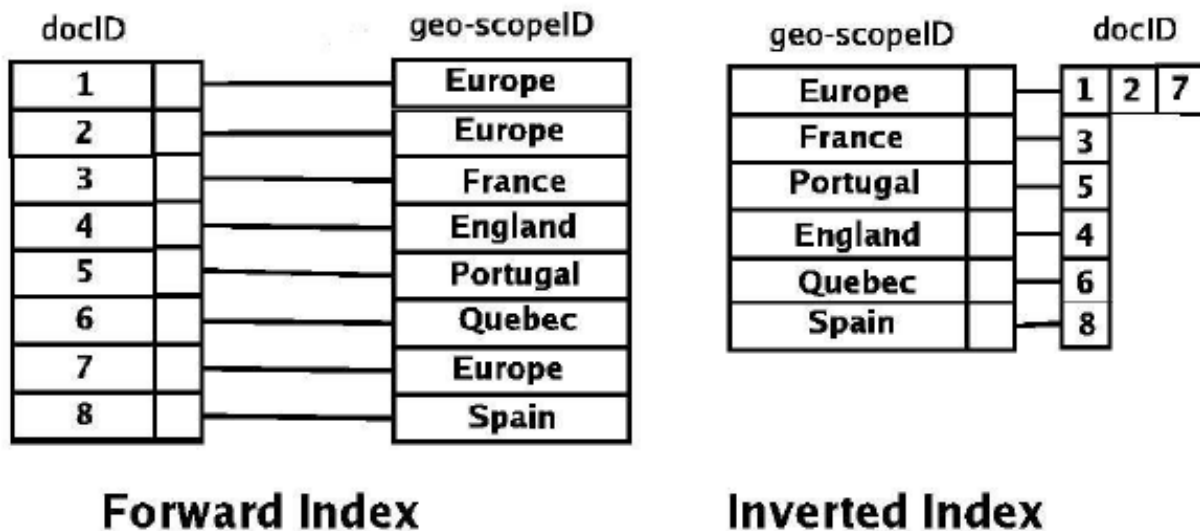 docID geo-scopeID
1 Europe
2 Europe
3 France
4 England
5 Portugal
6 Quebec
7 Europe
8 Spain
Forward Index
geo-scopeID docID
Europe 1 2 7
France 3
Portugal 5
England 4
Quebec 6
Spain 8
Inverted Index